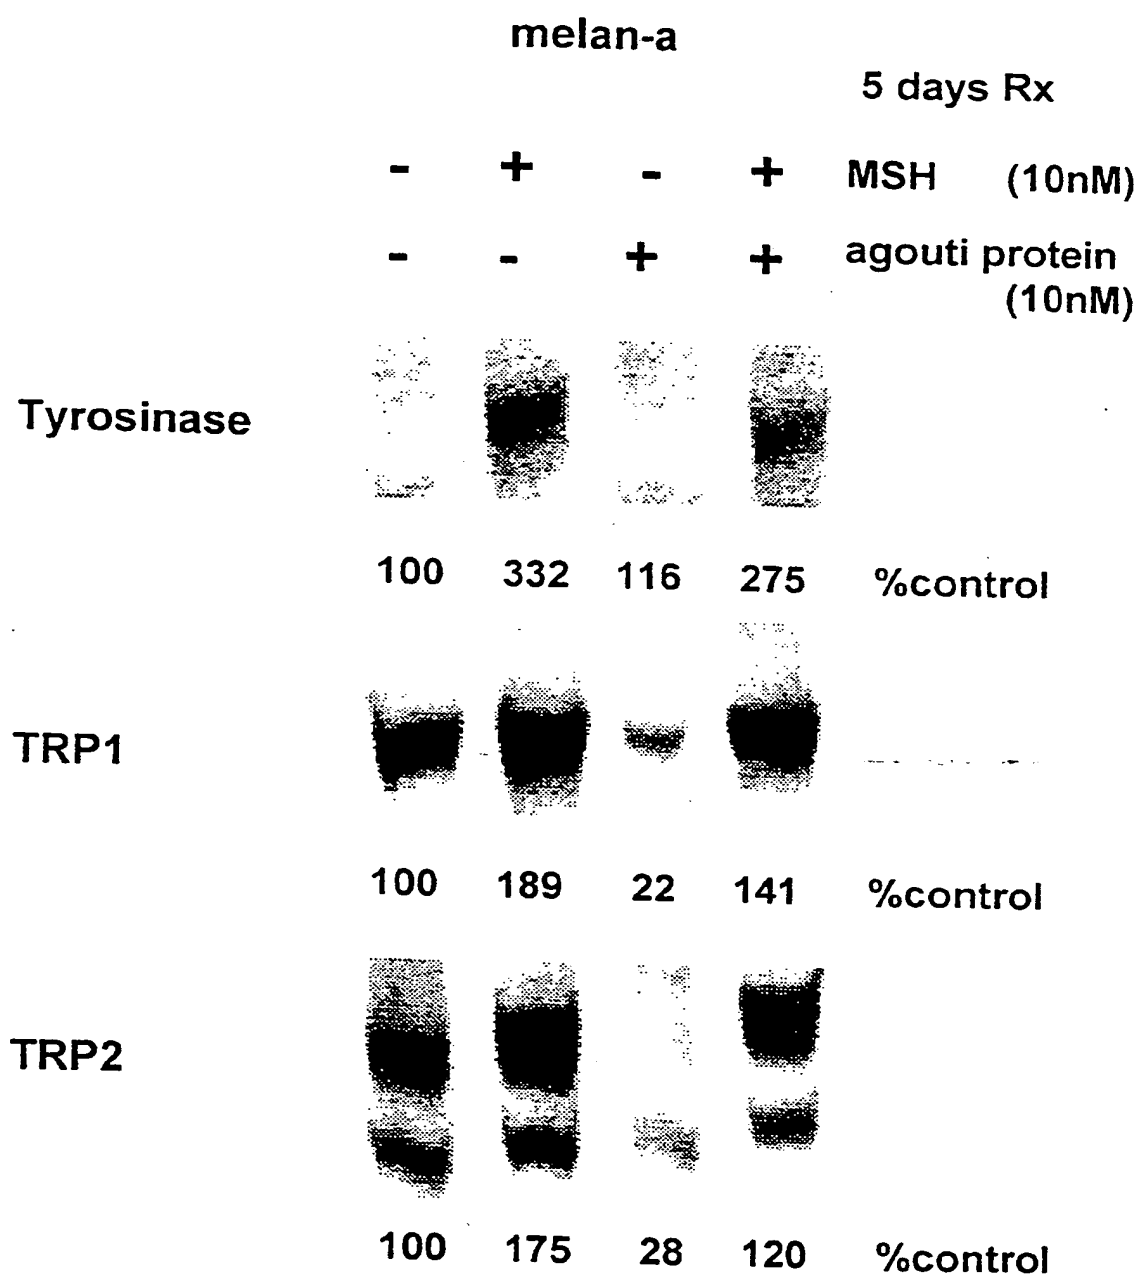 melan-a
5 days Rx
- + - + MSH (10nM)
- - + + agouti protein
(10nM)
Tyrosinase
100 332 116 275 %control
TRP1
100 189 22 141 %control
TRP2
100 175 28 120 %control